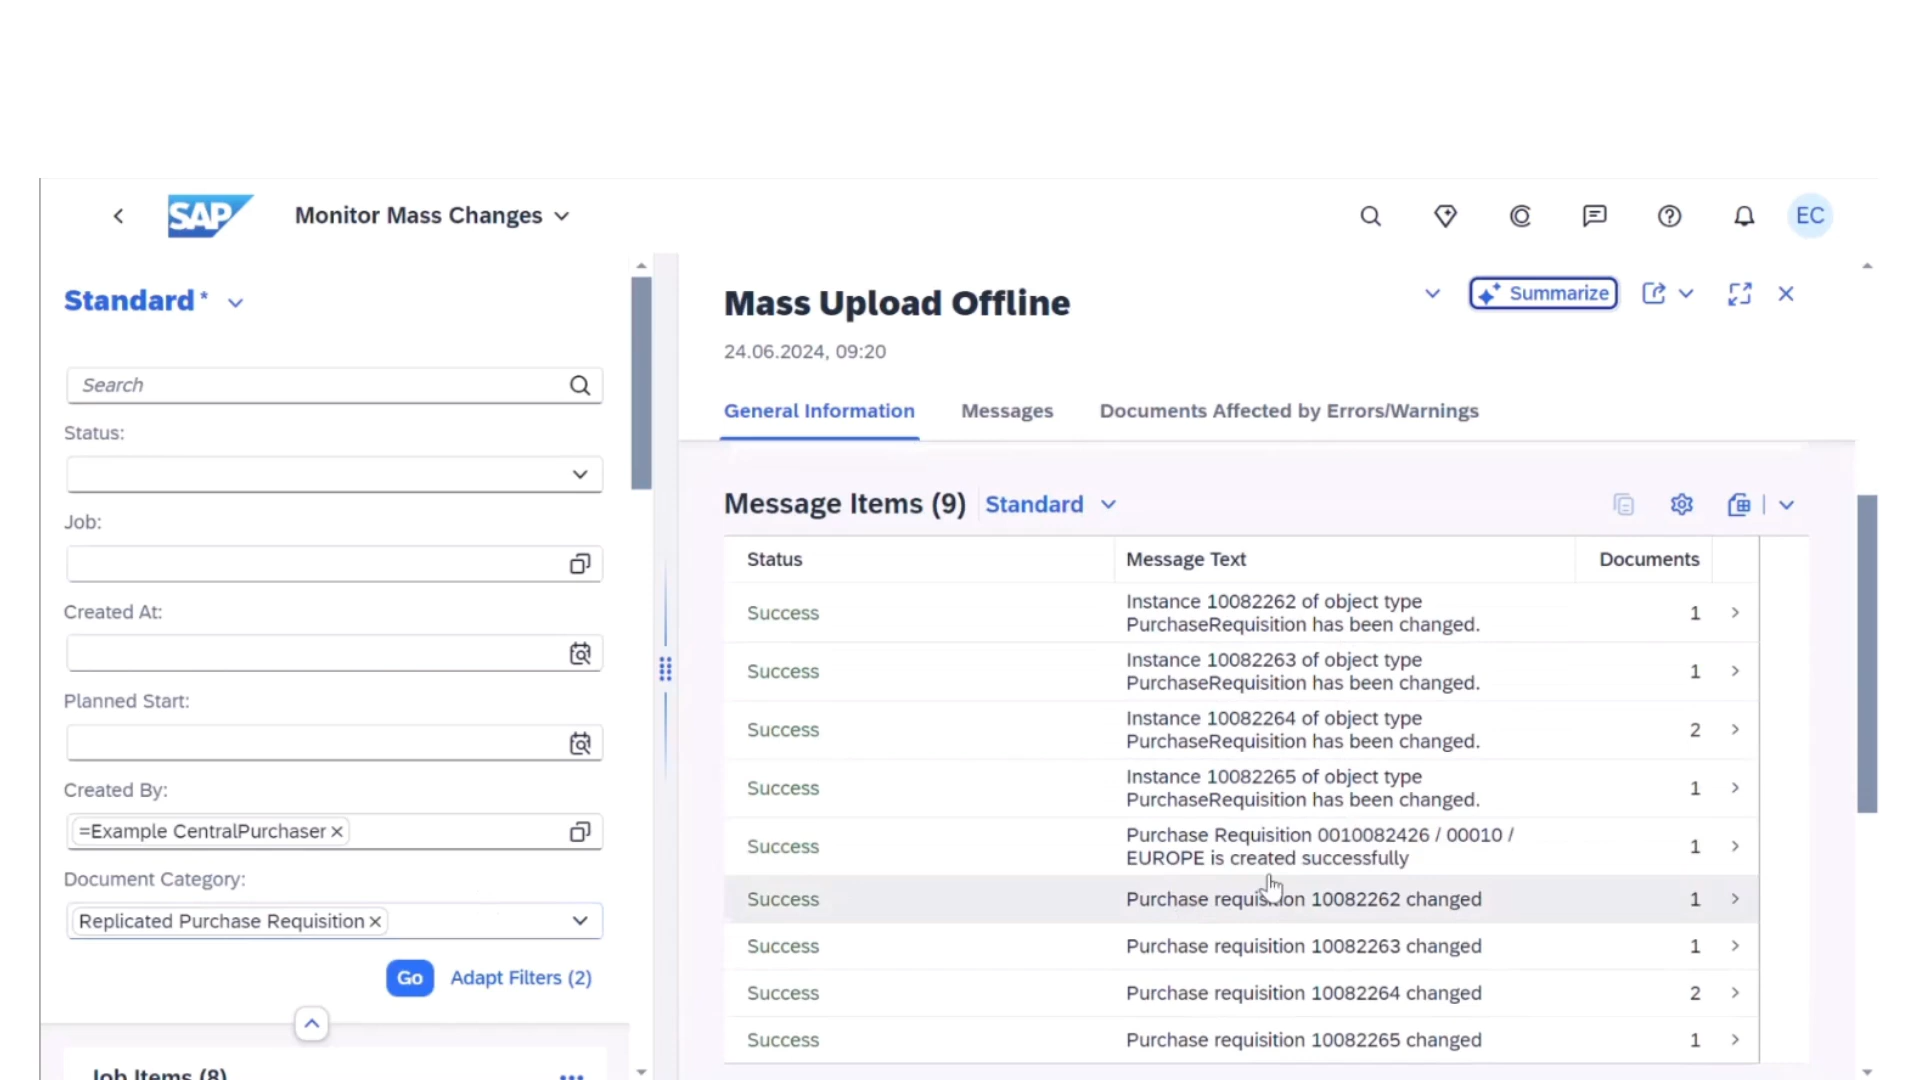 SAP
Monitor Mass Changes
EC
Standard *
Search
Status:
Job:
Created At:
Planned Start:
Created By:
=Example CentralPurchaser
Document Category:
Replicated Purchase Requisition
Go
Adapt Filters (2)
Job Items (8)
Mass Upload Offline
Summarize
24.06.2024, 09:20
General Information
Messages
Documents Affected by Errors/Warnings
Message Items (9)
Standard
Status
Message Text
Documents
Success
Instance 10082262 of object type
PurchaseRequisition has been changed.
1
Success
Instance 10082263 of object type
PurchaseRequisition has been changed.
1
Success
Instance 10082264 of object type
PurchaseRequisition has been changed.
2
Success
Instance 10082265 of object type
PurchaseRequisition has been changed.
1
Success
Purchase Requisition 0010082426 / 00010 /
EUROPE is created successfully
1
Success
Purchase requisition 10082262 changed
1
Success
Purchase requisition 10082263 changed
1
Success
Purchase requisition 10082264 changed
2
Success
Purchase requisition 10082265 changed
1